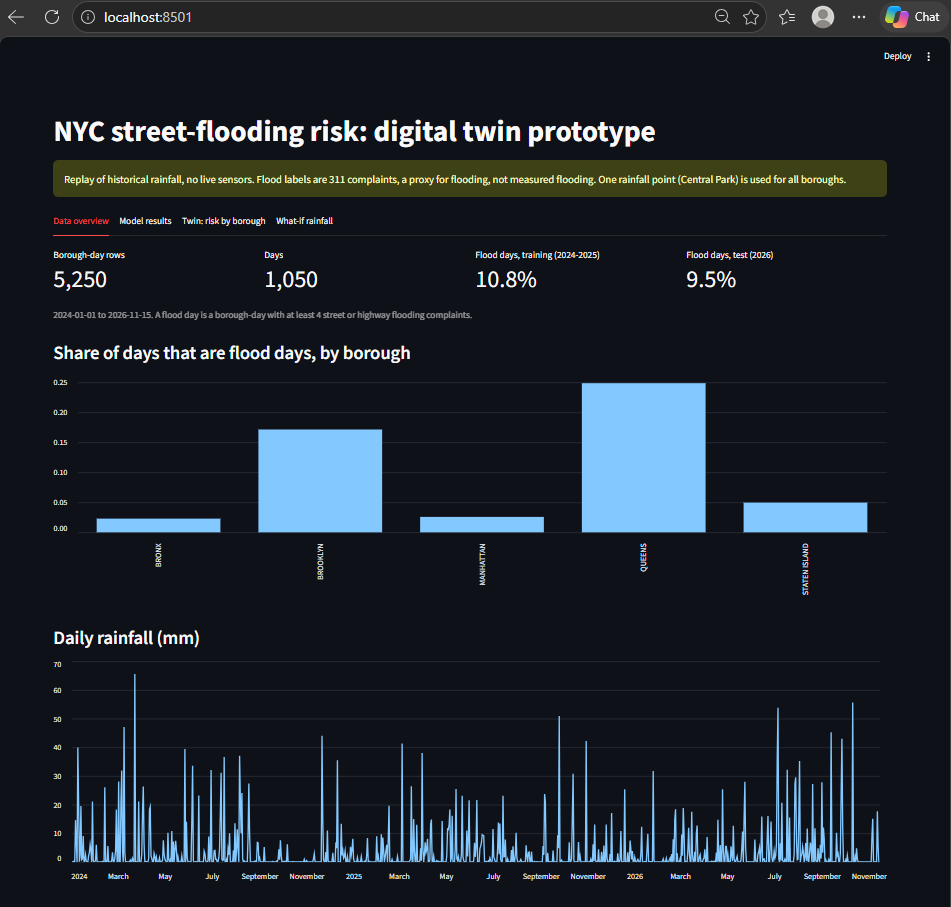 localhost:8501
Chat
Deploy
NYC street-flooding risk: digital twin prototype
Replay of historical rainfall, no live sensors. Flood labels are 311 complaints, a proxy for flooding, not measured flooding. One rainfall point (Central Park) is used for all boroughs.
Data overview Model results Twin: risk by borough What-if rainfall
Borough-day rows Days Flood days, training (2024-2025) Flood days, test (2026)
5,250 1,050 10.8% 9.5%
2024-01-01 to 2026-11-15. A flood day is a borough-day with at least 4 street or highway flooding complaints.
Share of days that are flood days, by borough
0.25
0.20
0.15
0.10
0.05
0.00
BRONX BROOKLYN MANHATTAN QUEENS STATEN ISLAND
Daily rainfall (mm)
70
60
50
40
30
20
10
0
2024 March May July September November 2025 March May July September November 2026 March May July September November